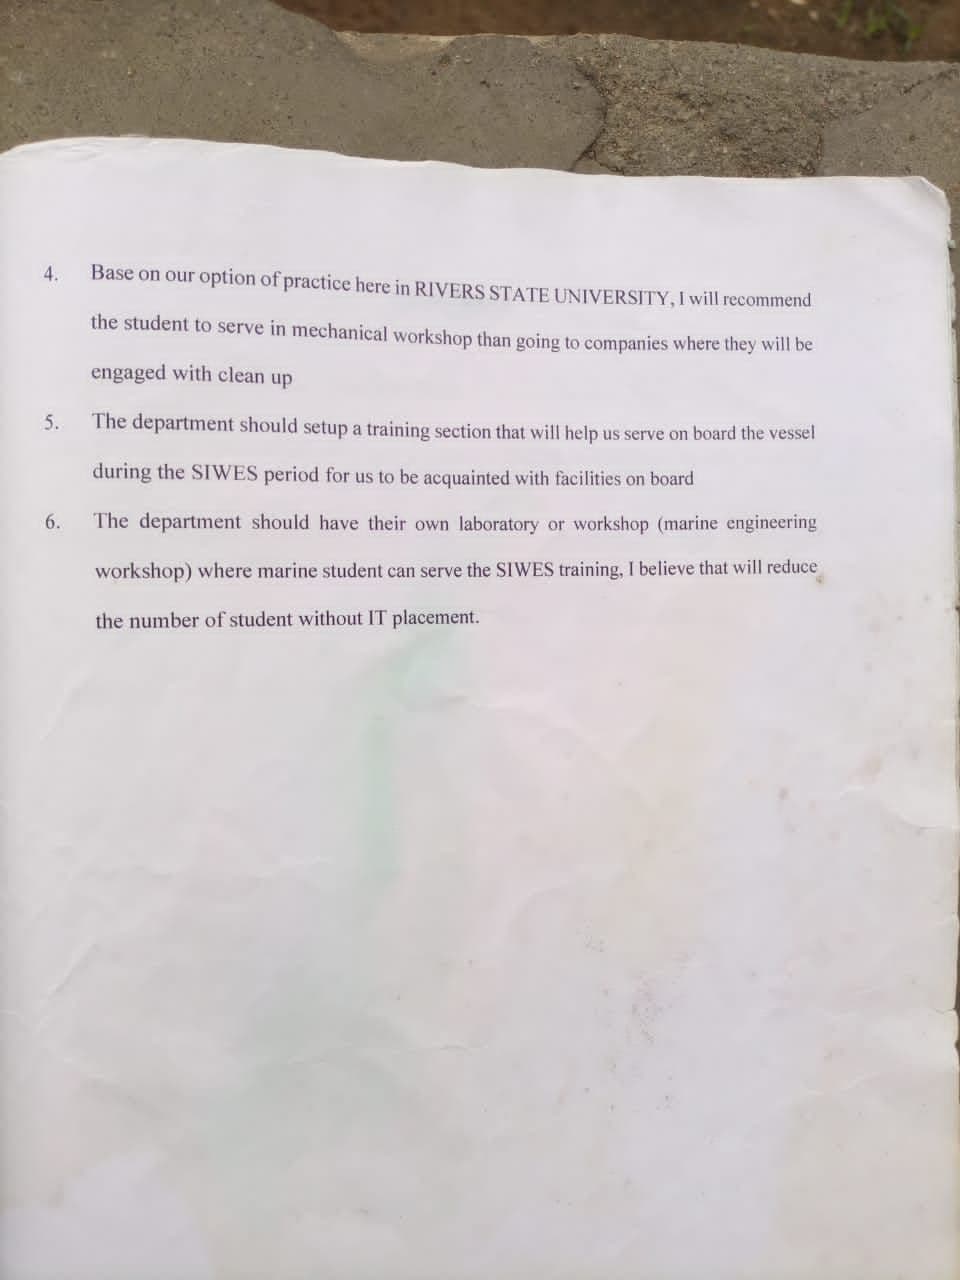 4. Base on our option of practice here in RIVERS STATE UNIVERSITY, I will recommend
the student to serve in mechanical workshop than going to companies where they will be
engaged with clean up
5. The department should setup a training section that will help us serve on board the vessel
during the SIWES period for us to be acquainted with facilities on board
6. The department should have their own laboratory or workshop (marine engineering
workshop) where marine student can serve the SIWES training, I believe that will reduce
the number of student without IT placement.